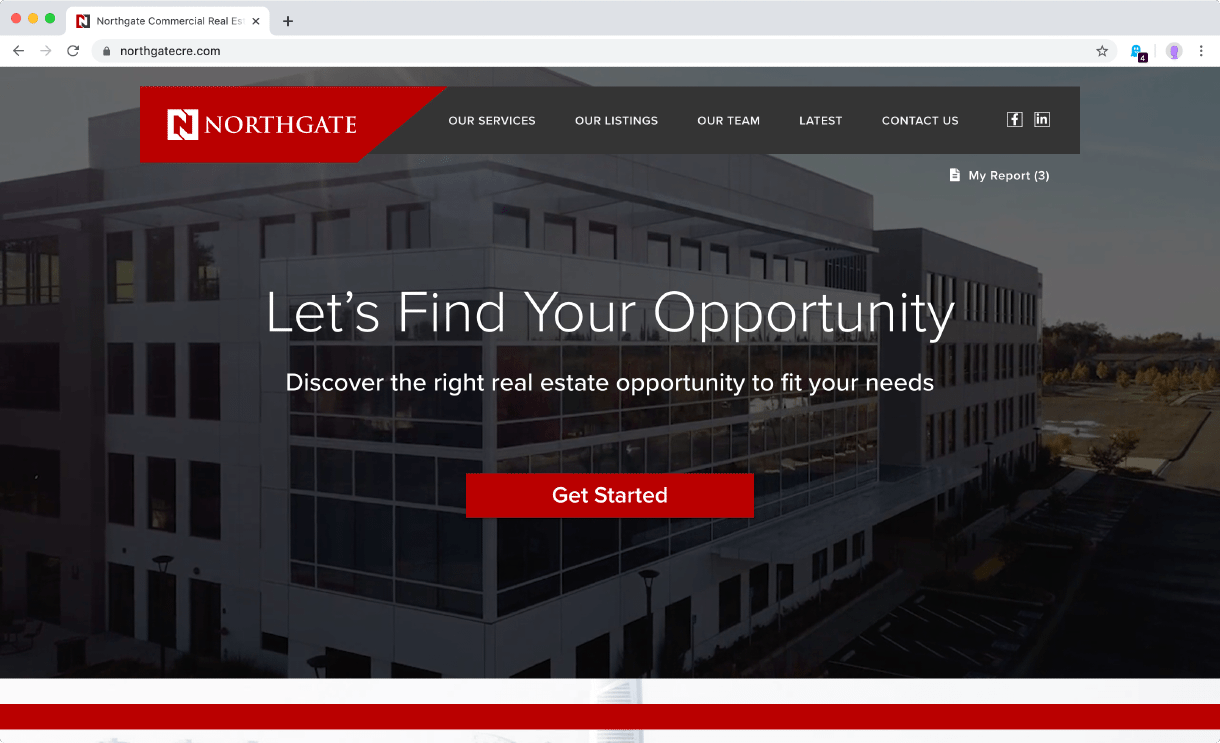 Northgate Commercial Real Es
northgatecre.com
4
NORTHGATE
OUR SERVICES OUR LISTINGS OUR TEAM LATEST CONTACT US
My Report (3)
Let's Find Your Opportunity
Discover the right real estate opportunity to fit your needs
Get Started